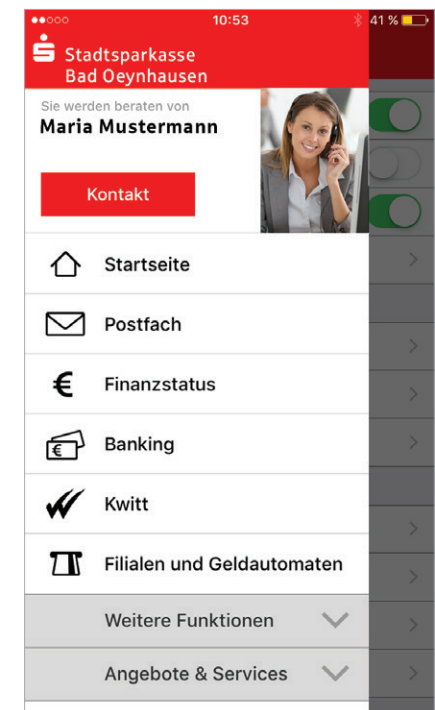 10:53
41 %
Stadtsparkasse
Bad Oeynhausen
Sie werden beraten von
Maria Mustermann
Kontakt
Startseite
Postfach
€ Finanzstatus
€ Banking
Kwitt
Filialen und Geldautomaten
Weitere Funktionen
Angebote & Services